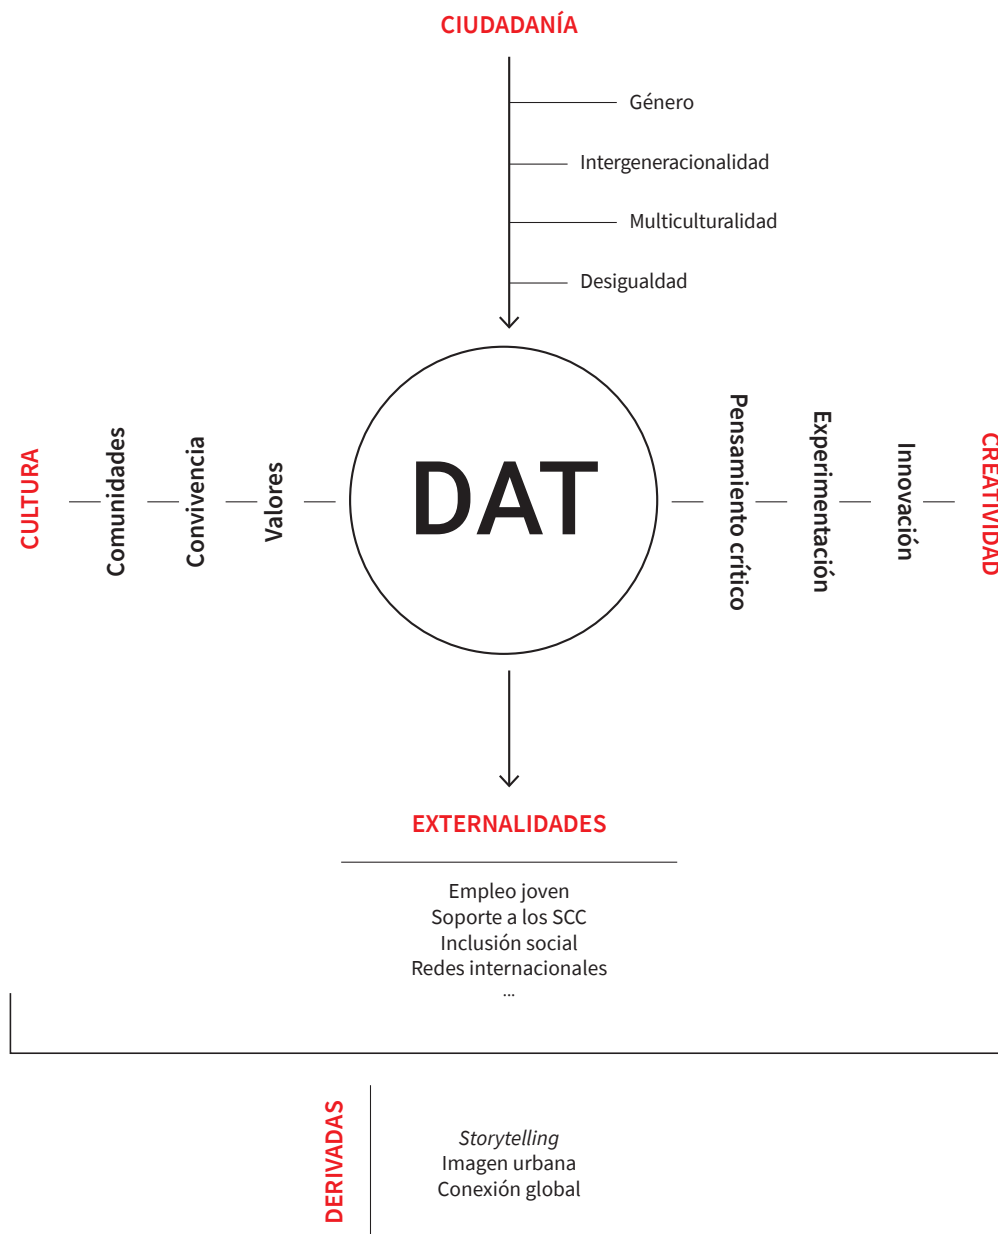 CIUDADANÍA
Género
Intergeneracionalidad
Multiculturalidad
Desigualdad
CULTURA
Comunidades
Convivencia
Valores
DAT
Pensamiento crítico
Experimentación
Innovación
CREATIVIDAD
EXTERNALIDADES
Empleo joven
Soporte a los SCC
Inclusión social
Redes internacionales
...
DERIVADAS
Storytelling
Imagen urbana
Conexión global